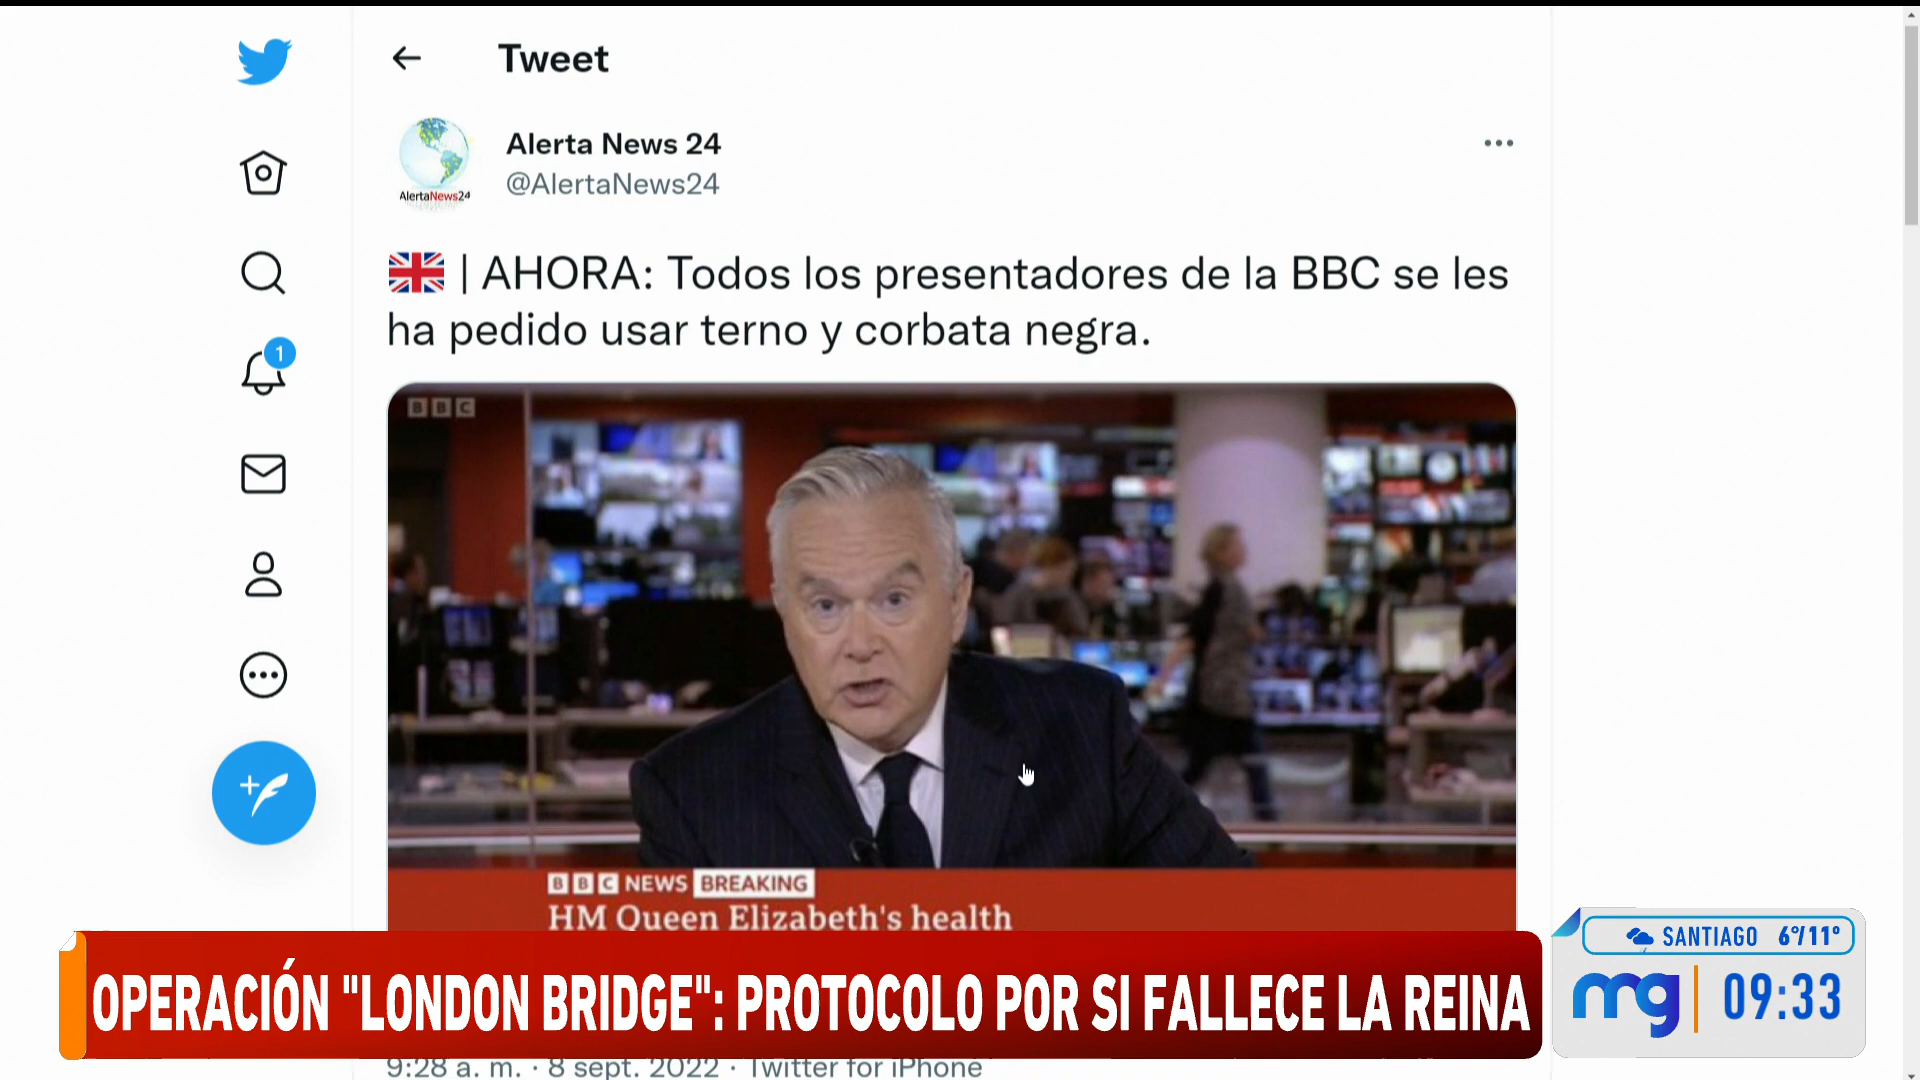 Tweet
Alerta News 24
@AlertaNews24
AlertaNews24
| AHORA: Todos los presentadores de la BBC se les
ha pedido usar terno y corbata negra.
1
BBC
BBC NEWS BREAKING
HM Queen Elizabeth's health
OPERACIÓN "LONDON BRIDGE": PROTOCOLO POR SI FALLECE LA REINA
SANTIAGO 6°/11°
mg 09:33
9:28 a. m. · 8 sept. 2022 · Twitter for iPhone